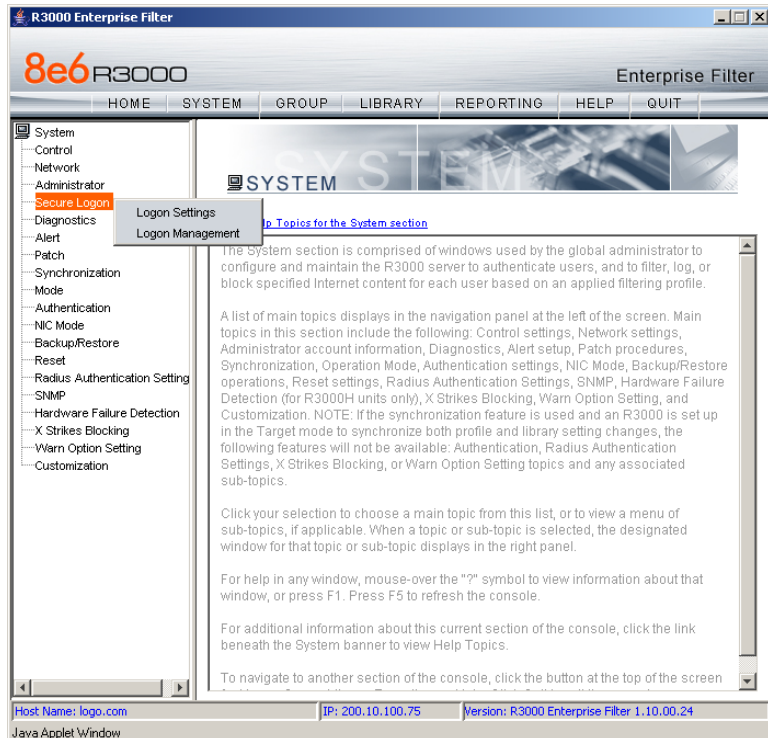 R3000 Enterprise Filter
8e6 R3000
Enterprise Filter
HOME SYSTEM GROUP LIBRARY REPORTING HELP QUIT
System
Control
Network
Administrator
Secure Logon
Diagnostics
Alert
Patch
Synchronization
Mode
Authentication
NIC Mode
Backup/Restore
Reset
Radius Authentication Setting
SNMP
Hardware Failure Detection
X Strikes Blocking
Warn Option Setting
Customization
Logon Settings
Logon Management
SYSTEM
SYSTEM
Topics for the System section
The System section is comprised of windows used by the global administrator to
configure and maintain the R3000 server to authenticate users, and to filter, log, or
block specified Internet content for each user based on an applied filtering profile.
A list of main topics displays in the navigation panel at the left of the screen. Main
topics in this section include the following: Control settings, Network settings,
Administrator account information, Diagnostics, Alert setup, Patch procedures,
Synchronization, Operation Mode, Authentication settings, NIC Mode, Backup/Restore
operations, Reset settings, Radius Authentication Settings, SNMP, Hardware Failure
Detection (for R3000H units only), X Strikes Blocking, Warn Option Setting, and
Customization. NOTE: If the synchronization feature is used and an R3000 is set up
in the Target mode to synchronize both profile and library setting changes, the
following features will not be available: Authentication, Radius Authentication
Settings, X Strikes Blocking, or Warn Option Setting topics and any associated
sub-topics.
Click your selection to choose a main topic from this list, or to view a menu of
sub-topics, if applicable. When a topic or sub-topic is selected, the designated
window for that topic or sub-topic displays in the right panel.
For help in any window, mouse-over the "?" symbol to view information about that
window, or press F1. Press F5 to refresh the console.
For additional information about this current section of the console, click the link
beneath the System banner to view Help Topics.
To navigate to another section of the console, click the button at the top of the screen
Host Name: logo.com
IP: 200.10.100.75
Version: R3000 Enterprise Filter 1.10.00.24
Java Applet Window